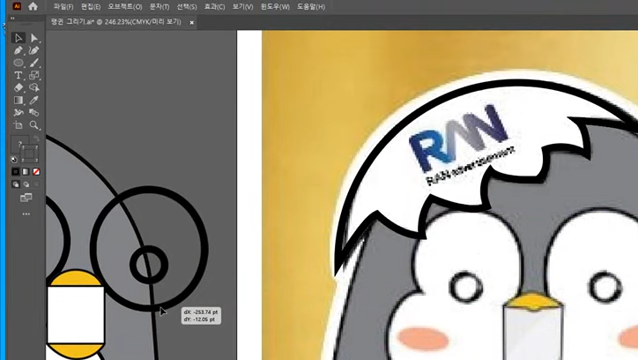 파일(F) 편집(E) 오브젝트(O) 문자(T) 선택(S) 효과(C) 보기(V) 윈도우(W) 도움말(H)
펭귄 그리기.ai* @ 246.23%(CMYK/미리 보기)
RAN
RAN advertisement
dX: -253.74 pt
dY: -12.05 pt